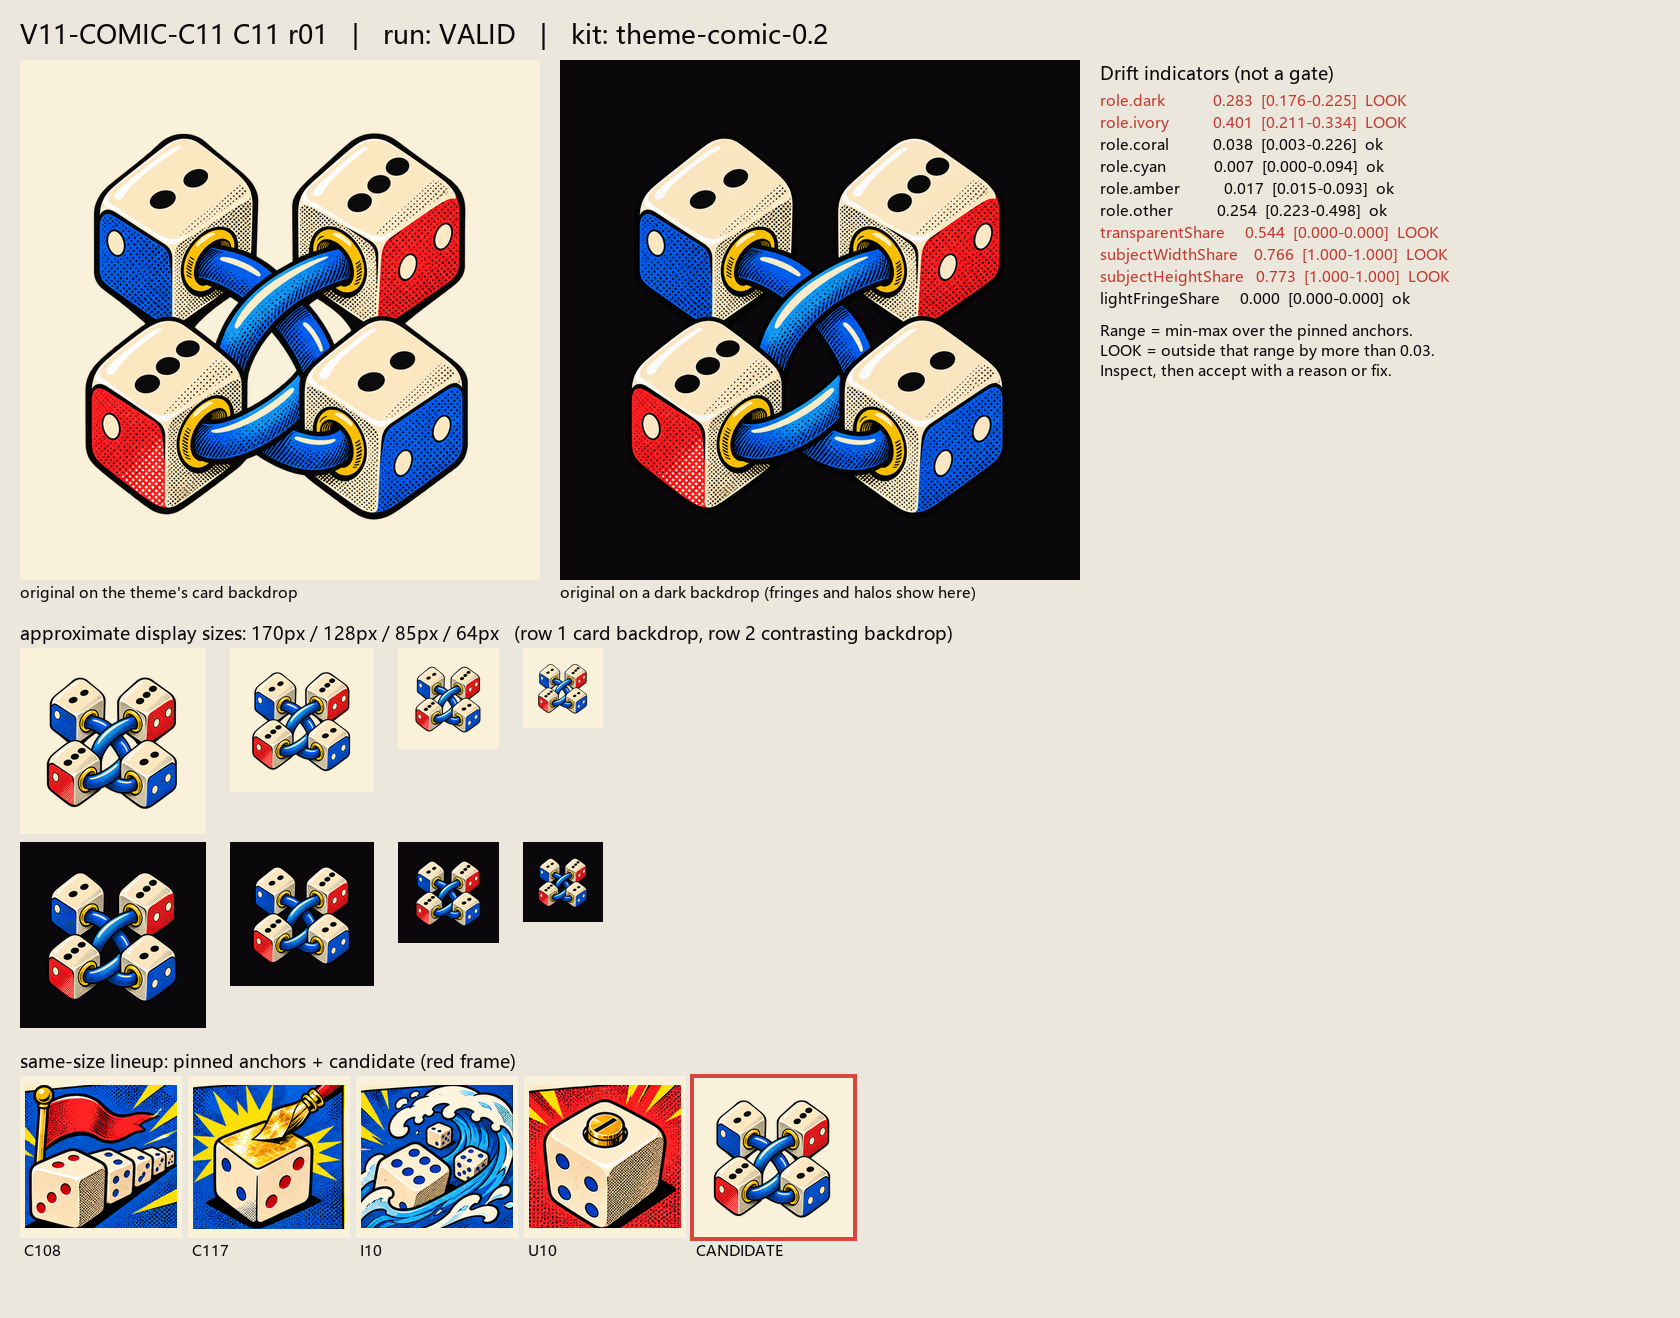 V11-COMIC-C11 C11 r01   |   run: VALID   |   kit: theme-comic-0.2
Drift indicators (not a gate)
role.dark 0.283 [0.176-0.225] LOOK
role.ivory 0.401 [0.211-0.334] LOOK
role.coral 0.038 [0.003-0.226] ok
role.cyan 0.007 [0.000-0.094] ok
role.amber 0.017 [0.015-0.093] ok
role.other 0.254 [0.223-0.498] ok
transparentShare 0.544 [0.000-0.000] LOOK
subjectWidthShare 0.766 [1.000-1.000] LOOK
subjectHeightShare 0.773 [1.000-1.000] LOOK
lightFringeShare 0.000 [0.000-0.000] ok
Range = min-max over the pinned anchors.
LOOK = outside that range by more than 0.03.
Inspect, then accept with a reason or fix.
original on the theme's card backdrop
original on a dark backdrop (fringes and halos show here)
approximate display sizes: 170px / 128px / 85px / 64px   (row 1 card backdrop, row 2 contrasting backdrop)
same-size lineup: pinned anchors + candidate (red frame)
C108
C117
I10
U10
CANDIDATE